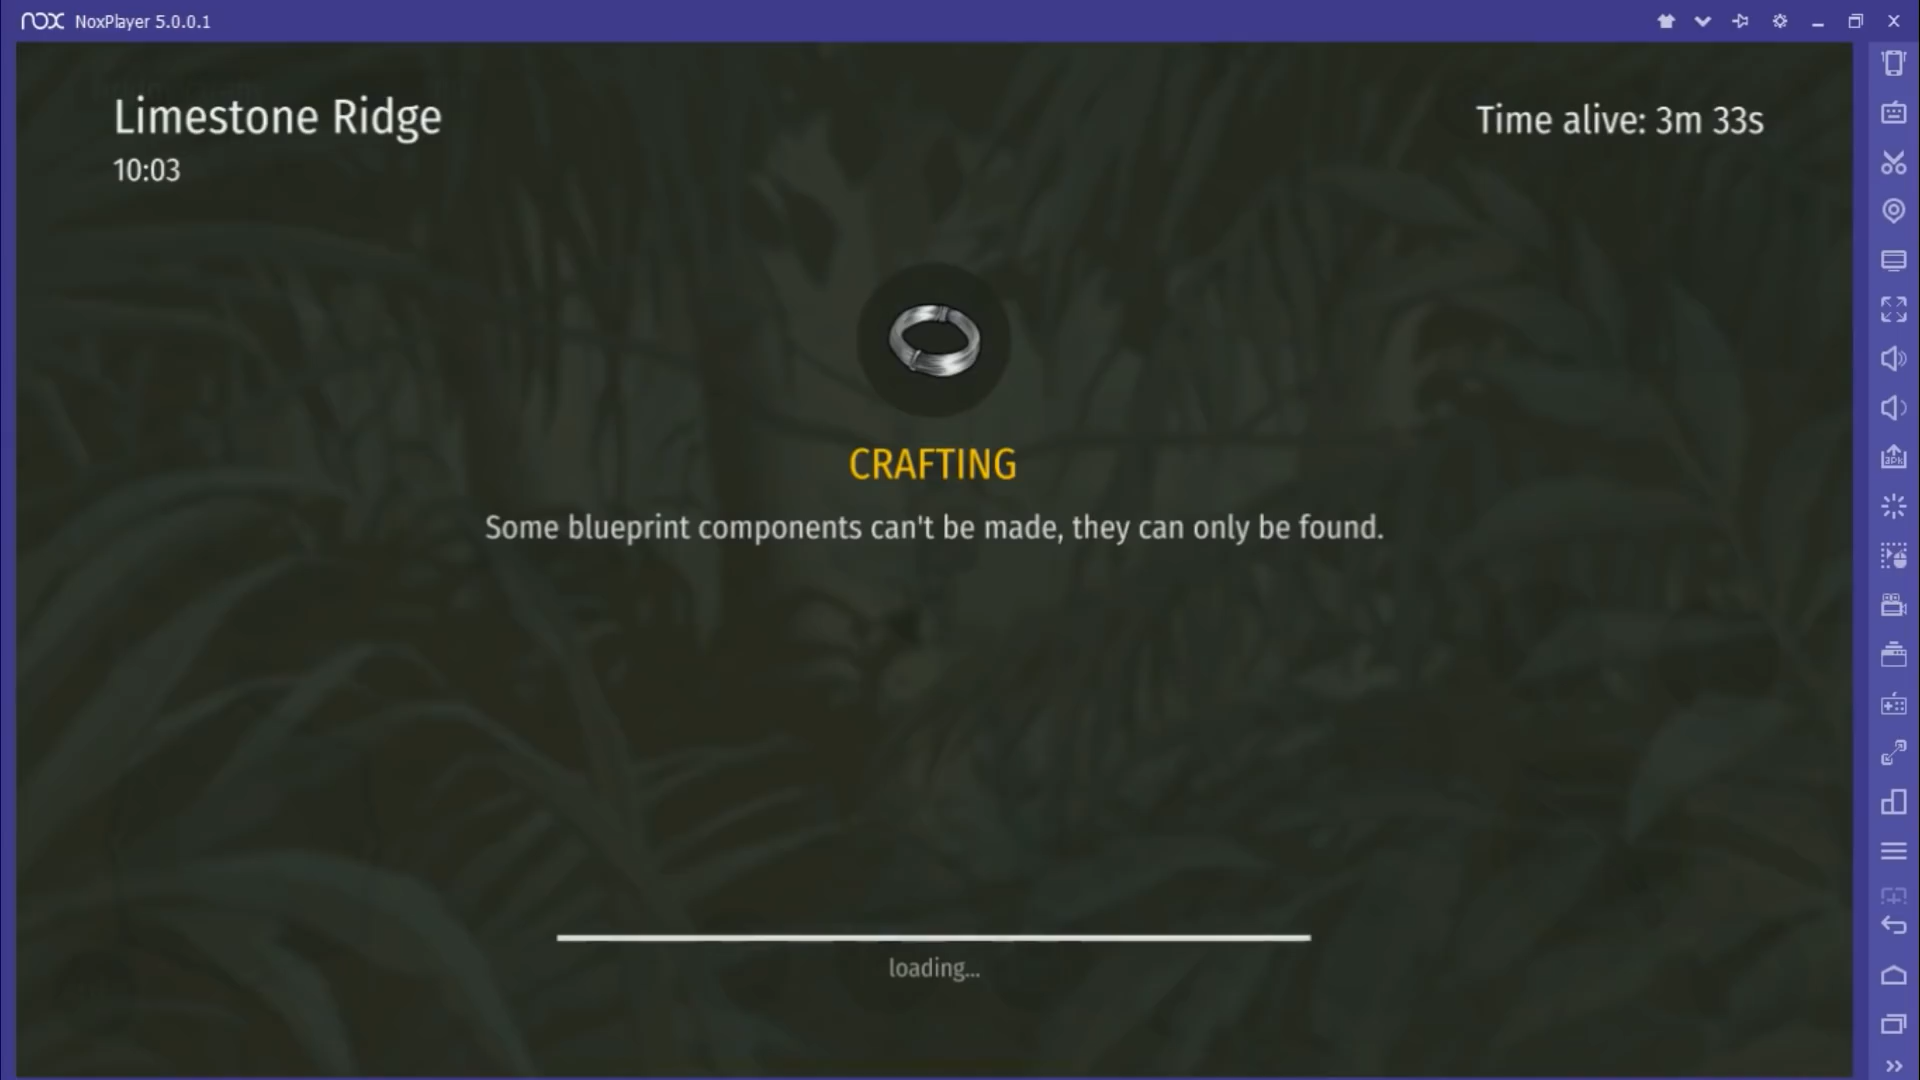 nox NoxPlayer 5.0.0.1
Limestone Ridge
10:03
Time alive: 3m 33s
CRAFTING
Some blueprint components can't be made, they can only be found.
loading...